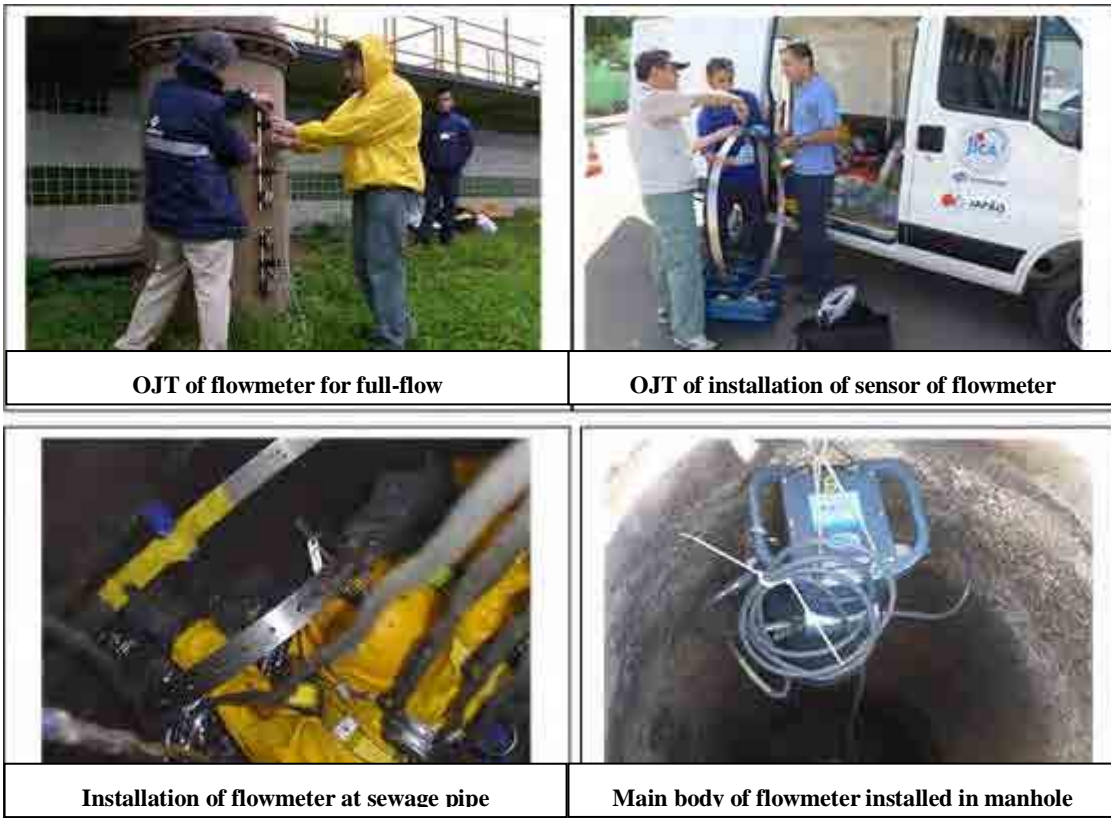 JICA
JAPÃO
OJT of flowmeter for full-flow
OJT of installation of sensor of flowmeter
Installation of flowmeter at sewage pipe
Main body of flowmeter installed in manhole